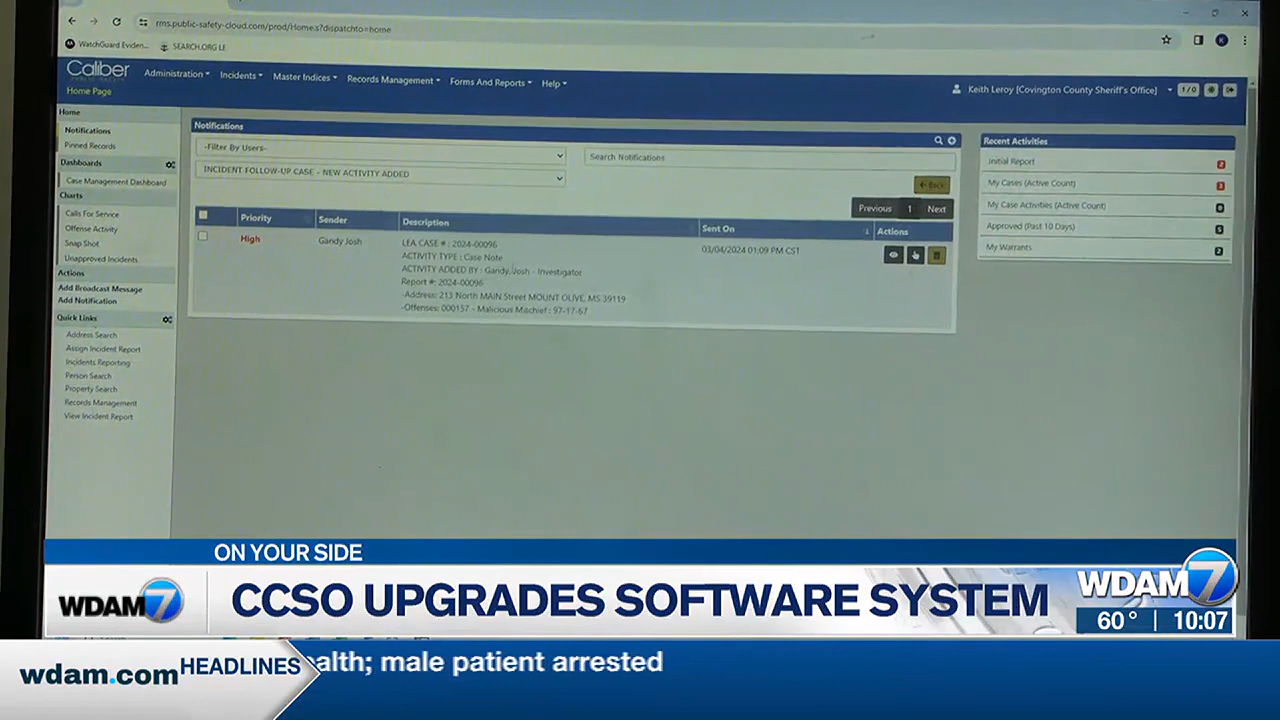 rms.public-safety-cloud.com/prod/Home.s?dispatchto=home
WatchGuard Eviden...
SEARCH.ORG LE
Caliber
Home Page
Administration
Incidents
Master Indices
Records Management
Forms And Reports
Help
Keith Leroy [Covington County Sheriff's Office]
1/0
Home
Notifications
Pinned Records
Dashboards
Case Management Dashboard
Charts
Calls For Service
Offense Activity
Snap Shot
Unapproved Incidents
Actions
Add Broadcast Message
Add Notification
Quick Links
Address Search
Assign Incident Report
Incidents Reporting
Person Search
Property Search
Records Management
View Incident Report
Notifications
-Filter By Users-
Search Notifications
INCIDENT FOLLOW-UP CASE - NEW ACTIVITY ADDED
Back
Previous 1 Next
Priority Sender Description Sent On Actions
High Gandy Josh LEA CASE # : 2024-00096 03/04/2024 01:09 PM CST
ACTIVITY TYPE : Case Note
ACTIVITY ADDED BY : Gandy, Josh - Investigator
Report #: 2024-00096
-Address: 213 North MAIN Street MOUNT OLIVE, MS 39119
-Offenses: 000157 - Malicious Mischief : 97-17-67
Recent Activities
Initial Report
My Cases (Active Count)
My Case Activities (Active Count)
Approved (Past 10 Days)
My Warrants
ON YOUR SIDE
WDAM 7
CCSO UPGRADES SOFTWARE SYSTEM
WDAM 7
60° | 10:07
wdam.com HEADLINES
alth; male patient arrested